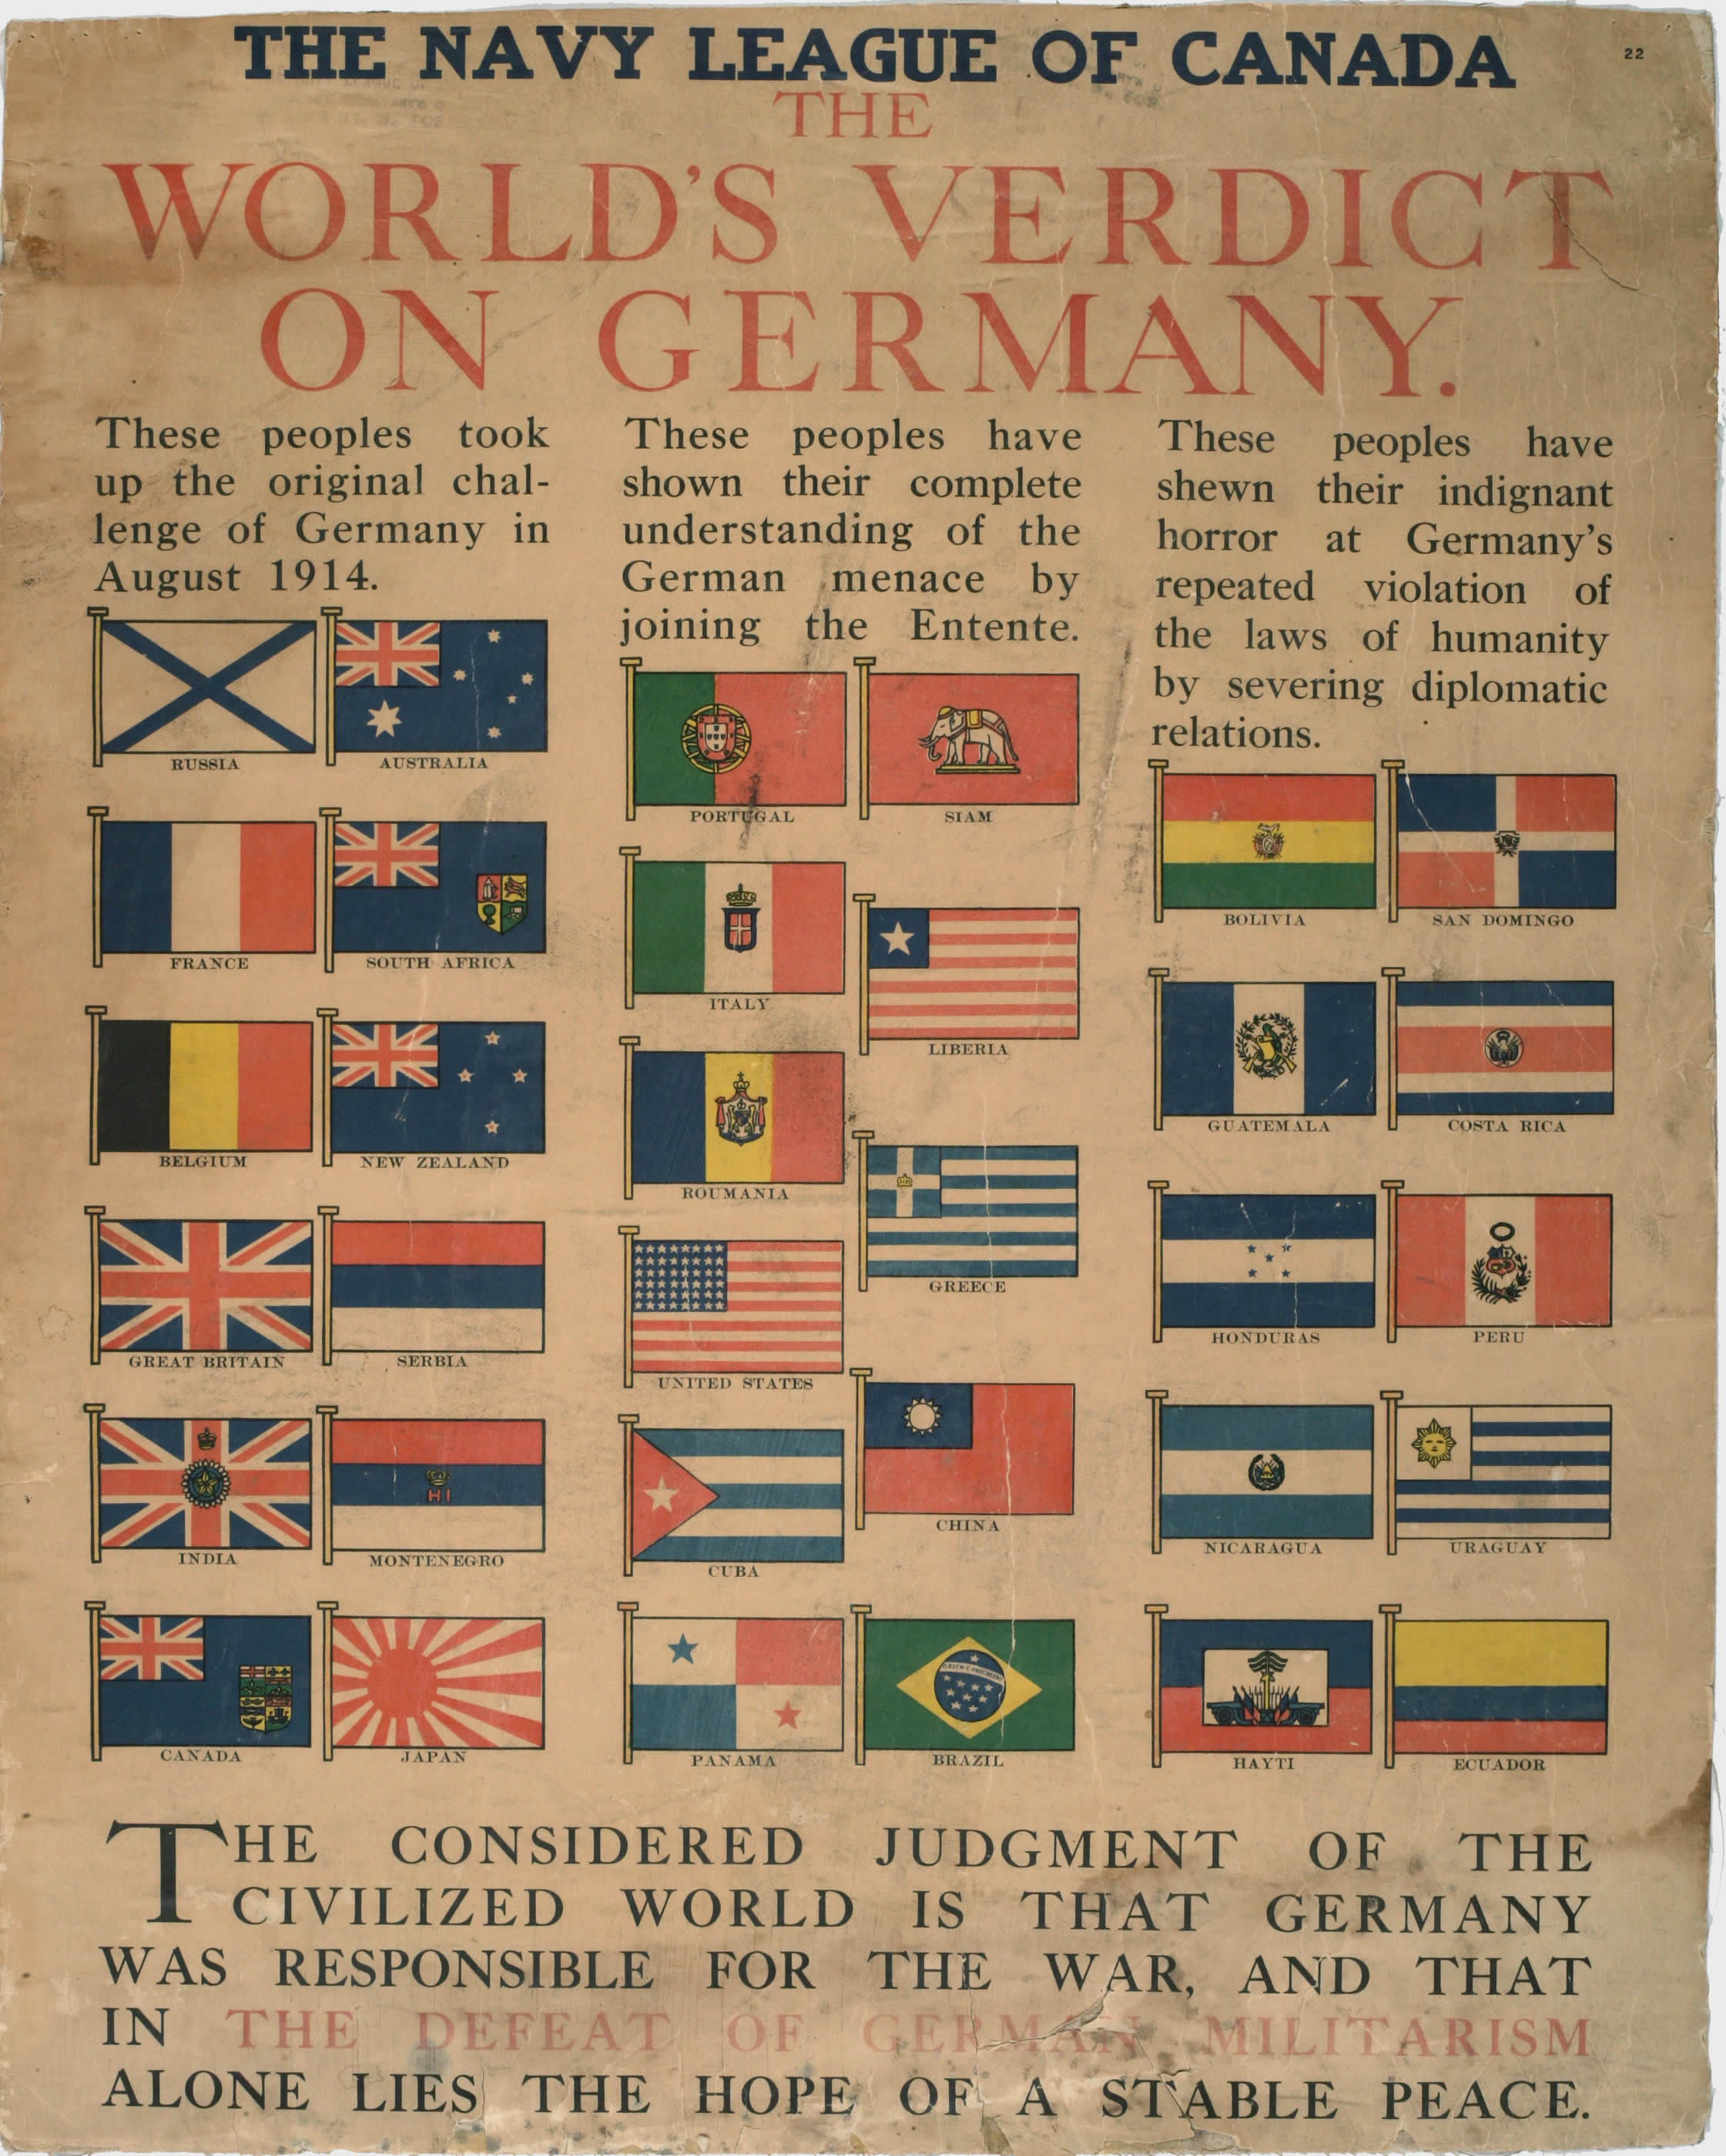 THE NAVY LEAGUE OF CANADA
22
THE
WORLD'S VERDICT
ON GERMANY.
These peoples took
up the original chal-
lenge of Germany in
August 1914.
RUSSIA
AUSTRALIA
FRANCE
SOUTH AFRICA
BELGIUM
NEW ZEALAND
GREAT BRITAIN
SERBIA
INDIA
HI
MONTENEGRO
CANADA
JAPAN
These peoples have
shown their complete
understanding of the
German menace by
joining the Entente.
PORTUGAL
SIAM
ITALY
LIBERIA
ROUMANIA
GREECE
UNITED STATES
CHINA
CUBA
PANAMA
BRAZIL
These peoples have
shewn their indignant
horror at Germany's
repeated violation of
the laws of humanity
by severing diplomatic
relations.
BOLIVIA
SAN DOMINGO
GUATEMALA
COSTA RICA
HONDURAS
PERU
NICARAGUA
URAGUAY
HAYTI
ECUADOR
THE CONSIDERED JUDGMENT OF THE
CIVILIZED WORLD IS THAT GERMANY
WAS RESPONSIBLE FOR THE WAR, AND THAT
IN THE DEFEAT OF GERMAN MILITARISM
ALONE LIES THE HOPE OF A STABLE PEACE.